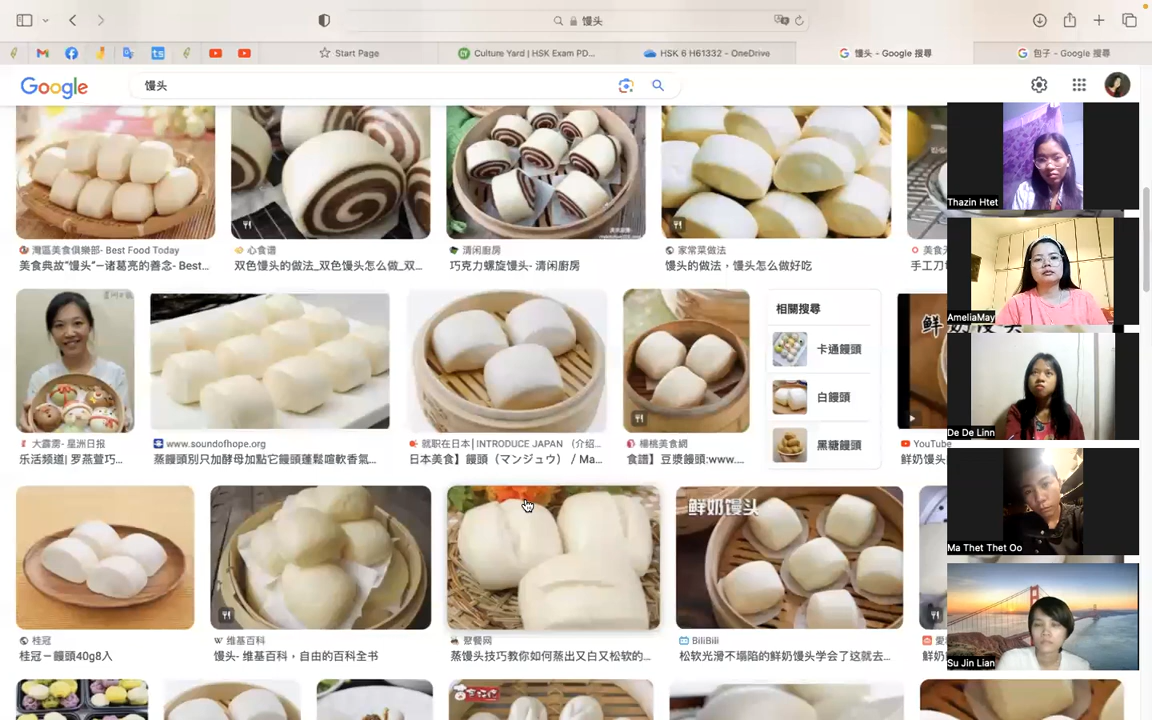 馒头
Start Page
Culture Yard | HSK Exam PD...
HSK 6 H61332 - OneDrive
馒头 - Google 搜尋
包子 - Google 搜尋
Google
馒头
灣區美食俱樂部- Best Food Today
美食典故“馒头”–诸葛亮的善念- Best...
心食谱
双色馒头的做法_双色馒头怎么做_双...
清闲廚房
巧克力螺旋馒头- 清闲廚房
家常菜做法
馒头的做法，馒头怎么做好吃
美食天
手工刀切
大霹雳- 星洲日报
乐活频道| 罗燕萱巧...
www.soundofhope.org
蒸饅頭別只加酵母加點它饅頭蓬鬆喧軟香氣...
就职在日本| INTRODUCE JAPAN （介绍...
日本美食】饅頭（マンジュウ） / Ma...
楊桃美食網
食譜】豆漿饅頭:www....
相關搜尋
卡通饅頭
白饅頭
黑糖饅頭
鮮
YouTube
鲜奶馒头
桂冠
桂冠－饅頭40g8入
维基百科
馒头- 维基百科，自由的百科全书
聚餐网
蒸馒头技巧教你如何蒸出又白又松软的...
鲜奶馒头
BiliBili
松软光滑不塌陷的鲜奶馒头学会了这就去...
鲜奶
Thazin Htet
AmeliaMay
De De Linn
Ma Thet Thet Oo
Su Jin Lian